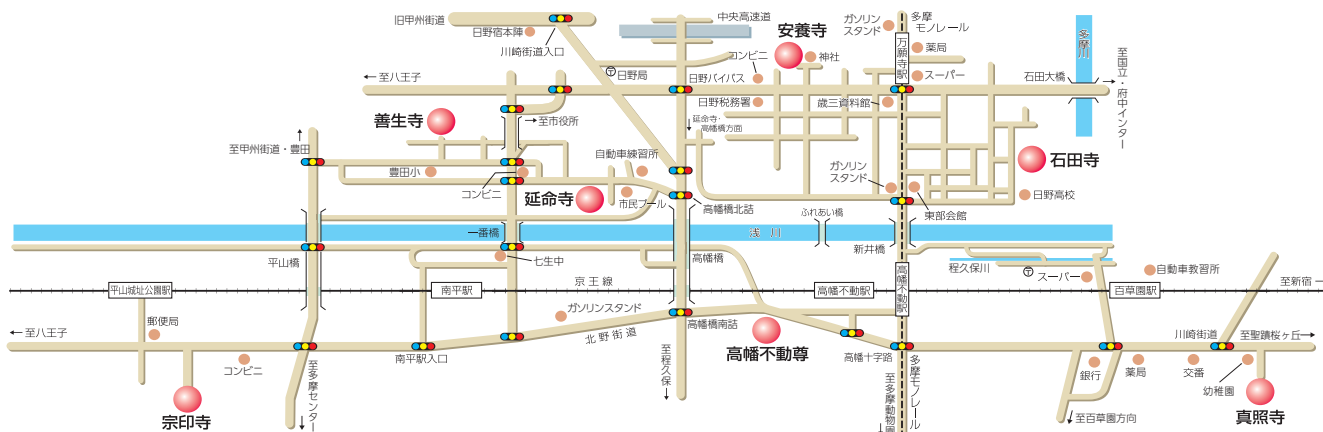 旧甲州街道
日野宿本陣
川崎街道入口
中央高速道
安養寺
ガソリン
スタンド
多摩
モノレール
コンビニ
神社
万願寺駅
薬局
スーパー
多摩川
至国立・府中インター
石田大橋
〒日野局
日野バイパス
←至八王子
日野税務署
歳三資料館
善生寺
→至市役所
延命寺・
高幡橋方面
至甲州街道・豊田
豊田小
コンビニ
自動車練習所
延命寺
市民プール
高幡橋北詰
ガソリン
スタンド
石田寺
日野高校
東部会館
ふれあい橋
一番橋
浅川
平山橋
七生中
高幡橋
新井橋
程久保川
〒
スーパー
自動車教習所
平山城址公園駅
南平駅
京王線
高幡不動駅
高幡不動駅
百草園駅
至新宿
郵便局
ガソリンスタンド
←至八王子
北野街道
高幡橋南詰
川崎街道
至聖蹟桜ヶ丘
コンビニ
南平駅入口
高幡不動尊
高幡十字路
銀行
薬局
交番
幼稚園
宗印寺
至多摩センター
至程久保
至多摩動物園
多摩モノレール
至百草園方向
真照寺